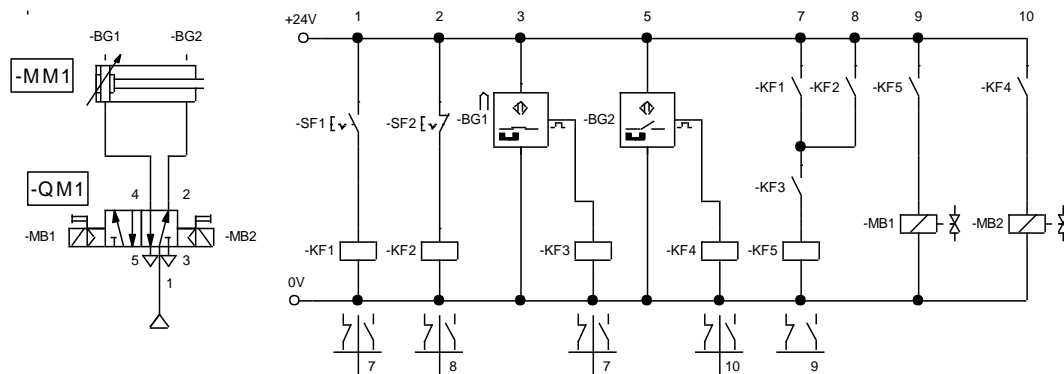 -BG1 -BG2
-MM1
-QM1
4 2
-MB1 -MB2
5 3
1
1 2 3 5 7 8 9 10
+24V
-KF1 -KF2 -KF5 -KF4
-SF1 -SF2 -BG1 -BG2
-KF3
-MB1 -MB2
-KF1 -KF2 -KF3 -KF4 -KF5
0V
7 8 7 10 9